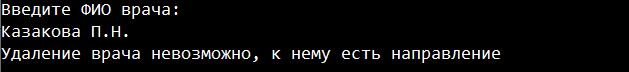 Введите ФИО врача:
Казакова П.Н.
Удаление врача невозможно, к нему есть направление